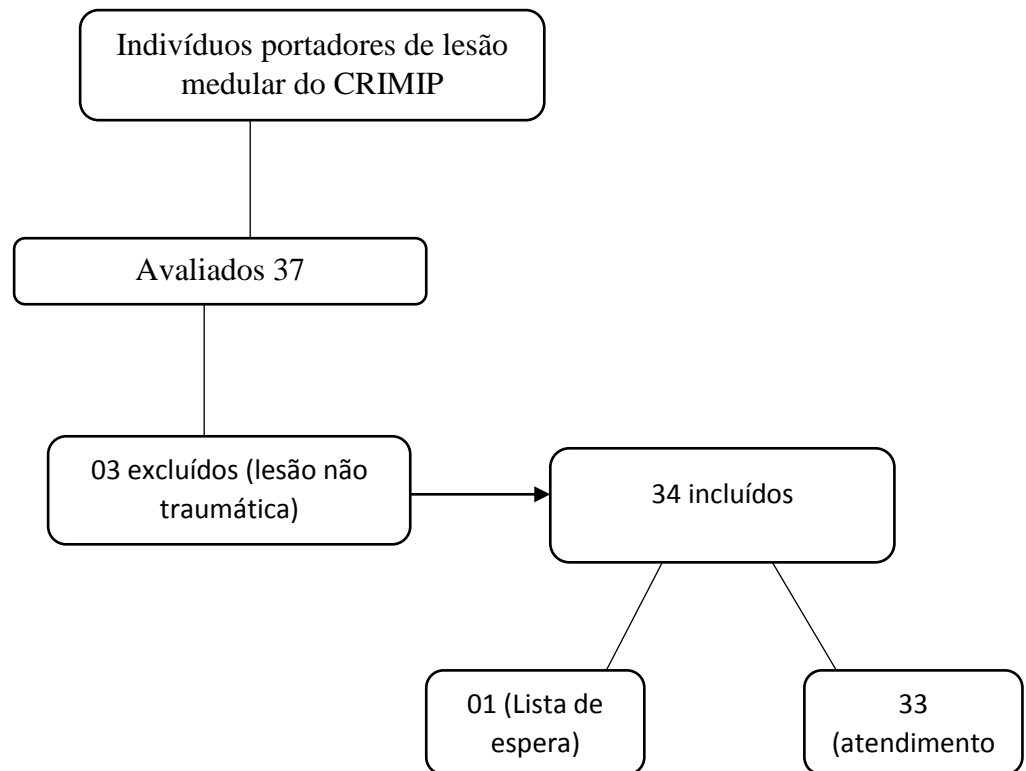 Indivíduos portadores de lesão
medular do CRIMIP
Avaliados 37
03 excluídos (lesão não
traumática)
34 incluídos
01 (Lista de
espera)
33
(atendimento